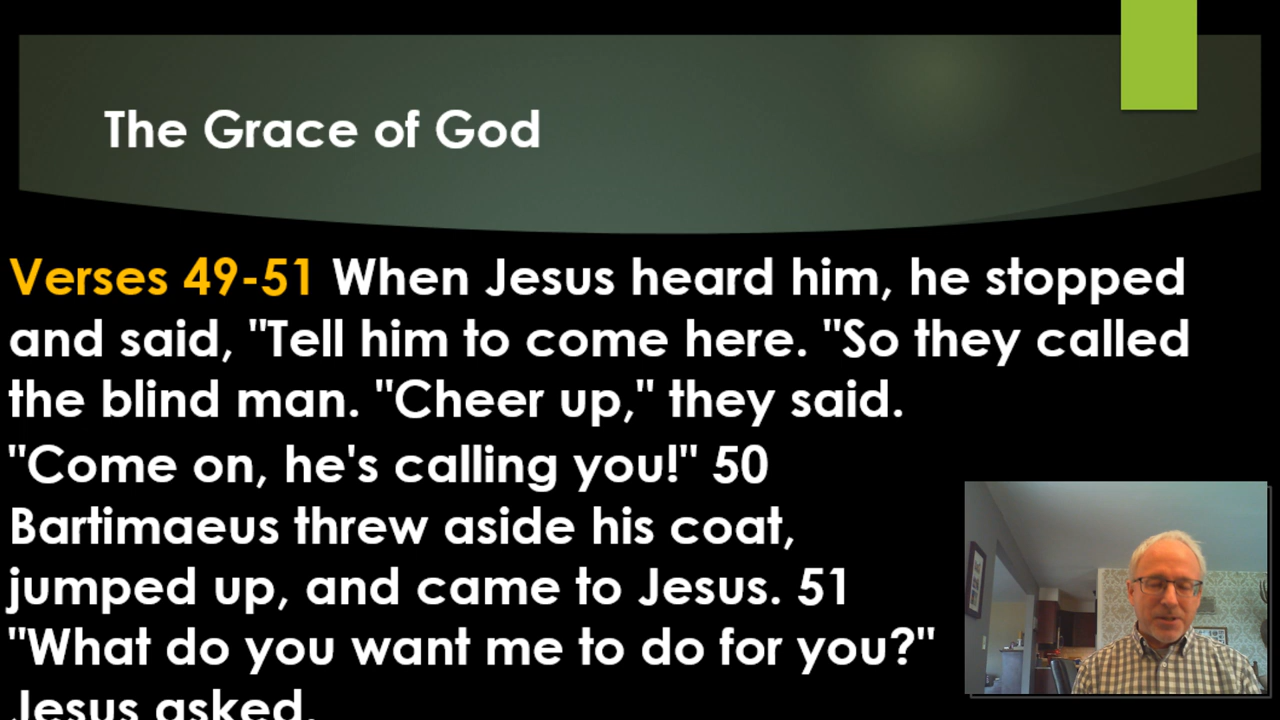 The Grace of God
Verses 49-51 When Jesus heard him, he stopped
and said, "Tell him to come here. "So they called
the blind man. "Cheer up," they said.
"Come on, he's calling you!" 50
Bartimaeus threw aside his coat,
jumped up, and came to Jesus. 51
"What do you want me to do for you?"
Jesus asked.